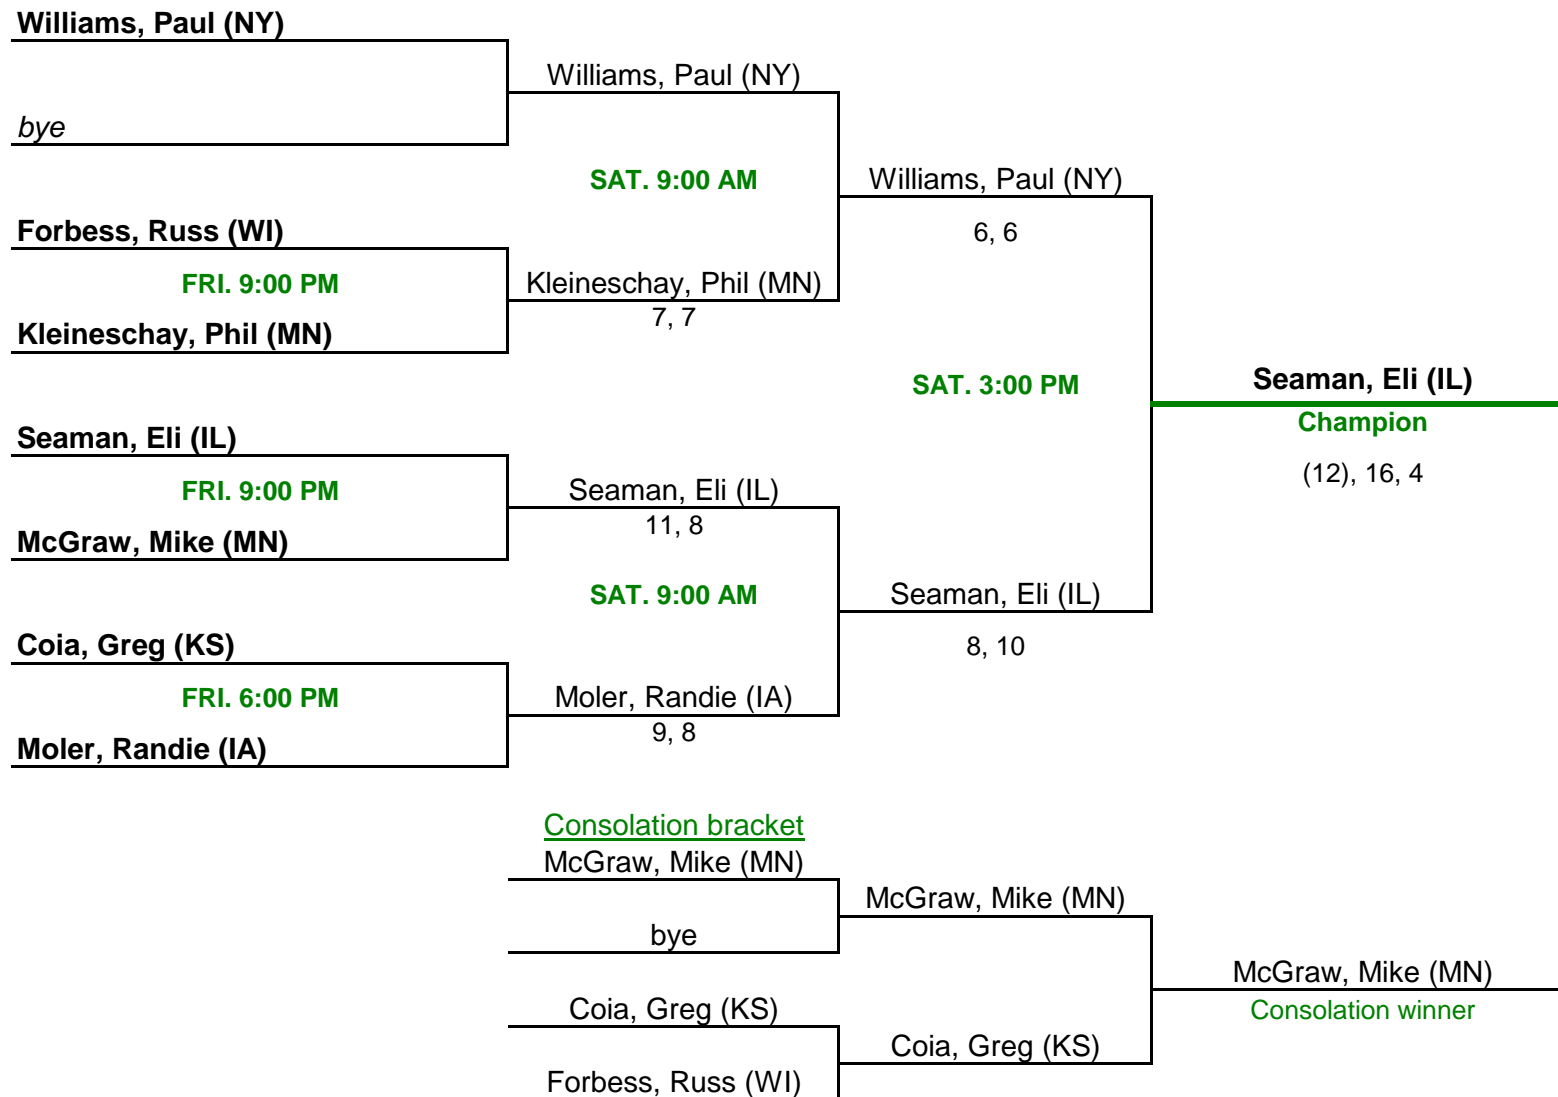 Williams, Paul (NY)
Williams, Paul (NY)
bye
SAT. 9:00 AM
Williams, Paul (NY)
Forbess, Russ (WI)
6, 6
FRI. 9:00 PM
Kleineschay, Phil (MN)
7, 7
Kleineschay, Phil (MN)
SAT. 3:00 PM
Seaman, Eli (IL)
Champion
Seaman, Eli (IL)
(12), 16, 4
FRI. 9:00 PM
Seaman, Eli (IL)
11, 8
McGraw, Mike (MN)
SAT. 9:00 AM
Seaman, Eli (IL)
Coia, Greg (KS)
8, 10
FRI. 6:00 PM
Moler, Randie (IA)
9, 8
Moler, Randie (IA)
Consolation bracket
McGraw, Mike (MN)
McGraw, Mike (MN)
bye
McGraw, Mike (MN)
Coia, Greg (KS)
Consolation winner
Coia, Greg (KS)
Forbess, Russ (WI)